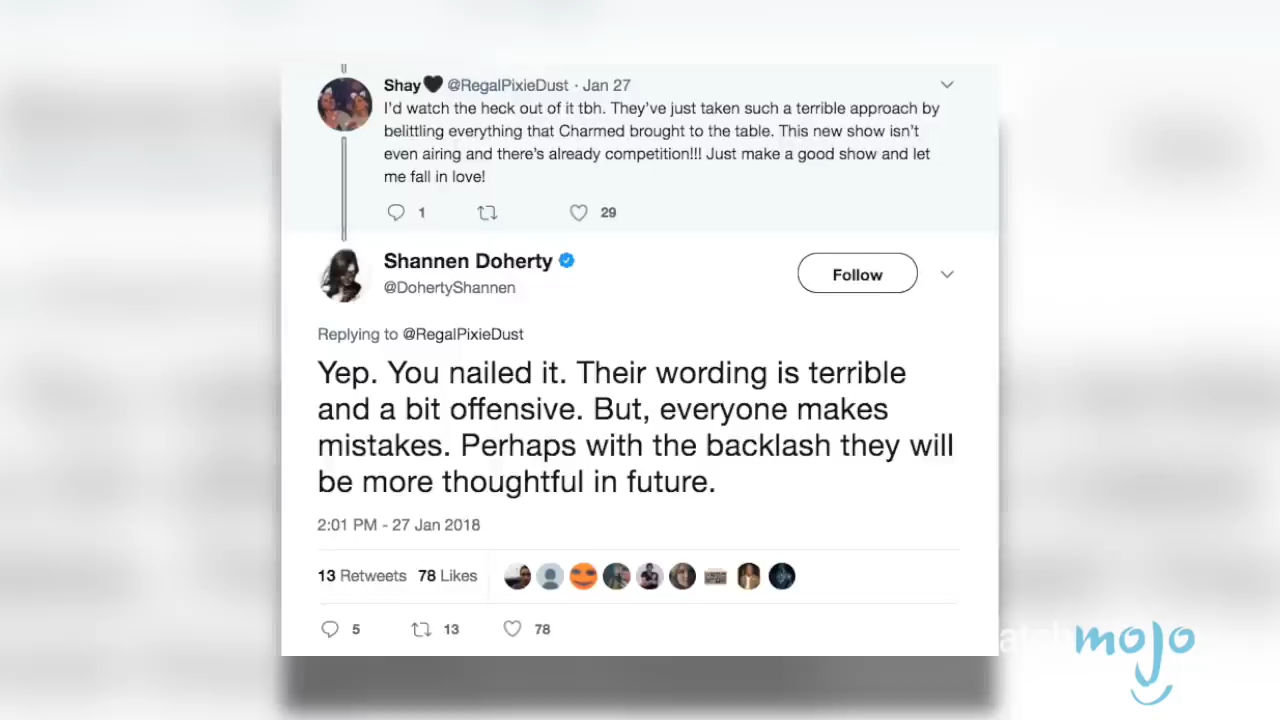 Shay🖤 @RegalPixieDust · Jan 27
I'd watch the heck out of it tbh. They've just taken such a terrible approach by
belittling everything that Charmed brought to the table. This new show isn't
even airing and there's already competition!!! Just make a good show and let
me fall in love!
1 29
Shannen Doherty
@DohertyShannen
Follow
Replying to @RegalPixieDust
Yep. You nailed it. Their wording is terrible
and a bit offensive. But, everyone makes
mistakes. Perhaps with the backlash they will
be more thoughtful in future.
2:01 PM - 27 Jan 2018
13 Retweets 78 Likes
5 13 78
mojo